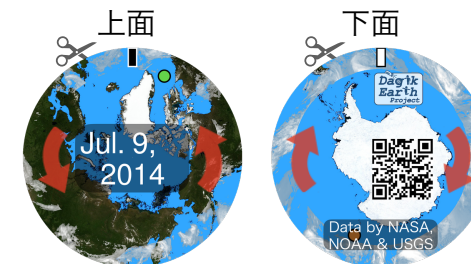 上面
下面
Jul. 9,
2014
Dagik
Earth
Project
Data by NASA,
NOAA & USGS